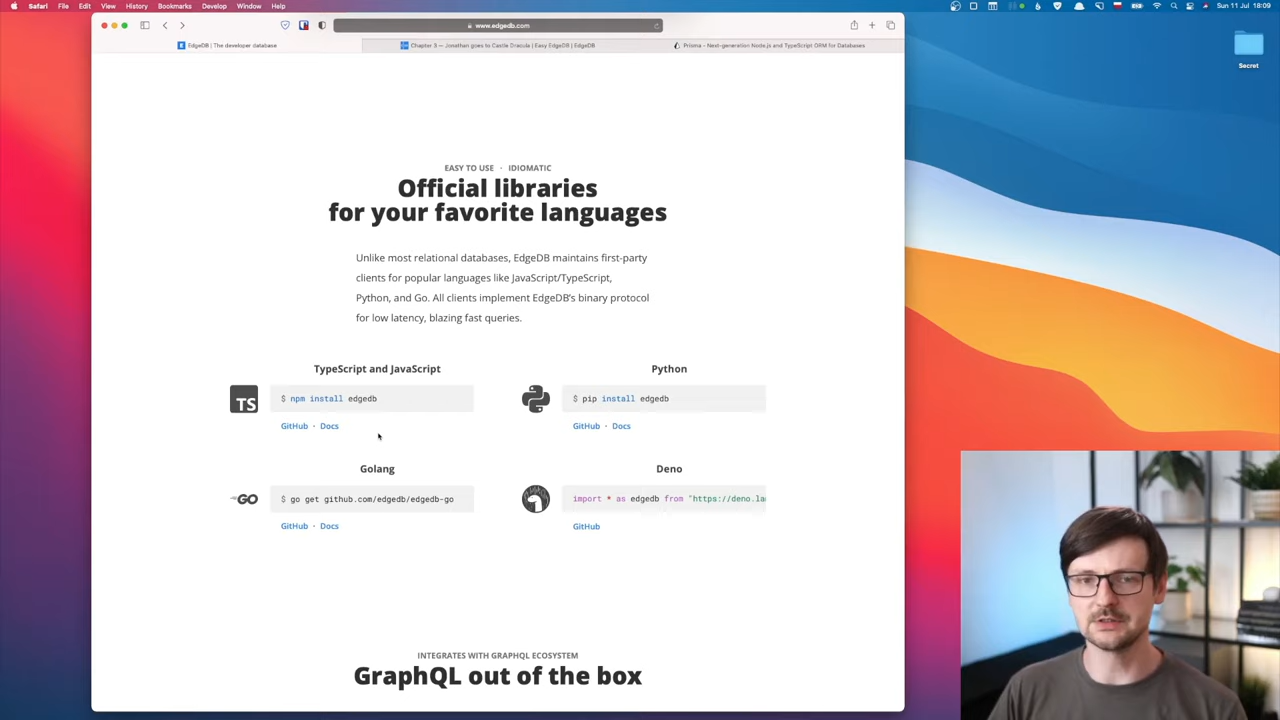 Safari File Edit View History Bookmarks Develop Window Help
Sun 11 Jul 18:09
www.edgedb.com
EdgeDB | The developer database
Chapter 3 — Jonathan goes to Castle Dracula | Easy EdgeDB | EdgeDB
Prisma - Next-generation Node.js and TypeScript ORM for Databases
Secret
EASY TO USE · IDIOMATIC
Official libraries
for your favorite languages
Unlike most relational databases, EdgeDB maintains first-party
clients for popular languages like JavaScript/TypeScript,
Python, and Go. All clients implement EdgeDB's binary protocol
for low latency, blazing fast queries.
TypeScript and JavaScript
TS
$ npm install edgedb
GitHub · Docs
Python
$ pip install edgedb
GitHub · Docs
Golang
GO
$ go get github.com/edgedb/edgedb-go
GitHub · Docs
Deno
import * as edgedb from "https://deno.la
GitHub
INTEGRATES WITH GRAPHQL ECOSYSTEM
GraphQL out of the box